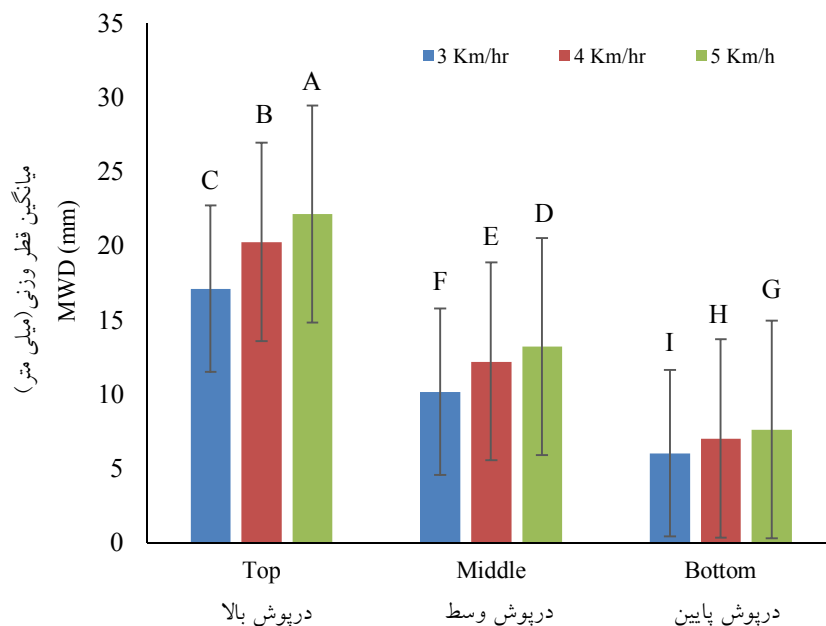 35
30
25
20
15
10
5
0
میانگین قطر وزنی(میلی متر)
MWD (mm)
3 Km/hr 4 Km/hr 5 Km/h
C B A
F E D
I H G
Top Middle Bottom
درپوش بالا درپوش وسط درپوش پایین